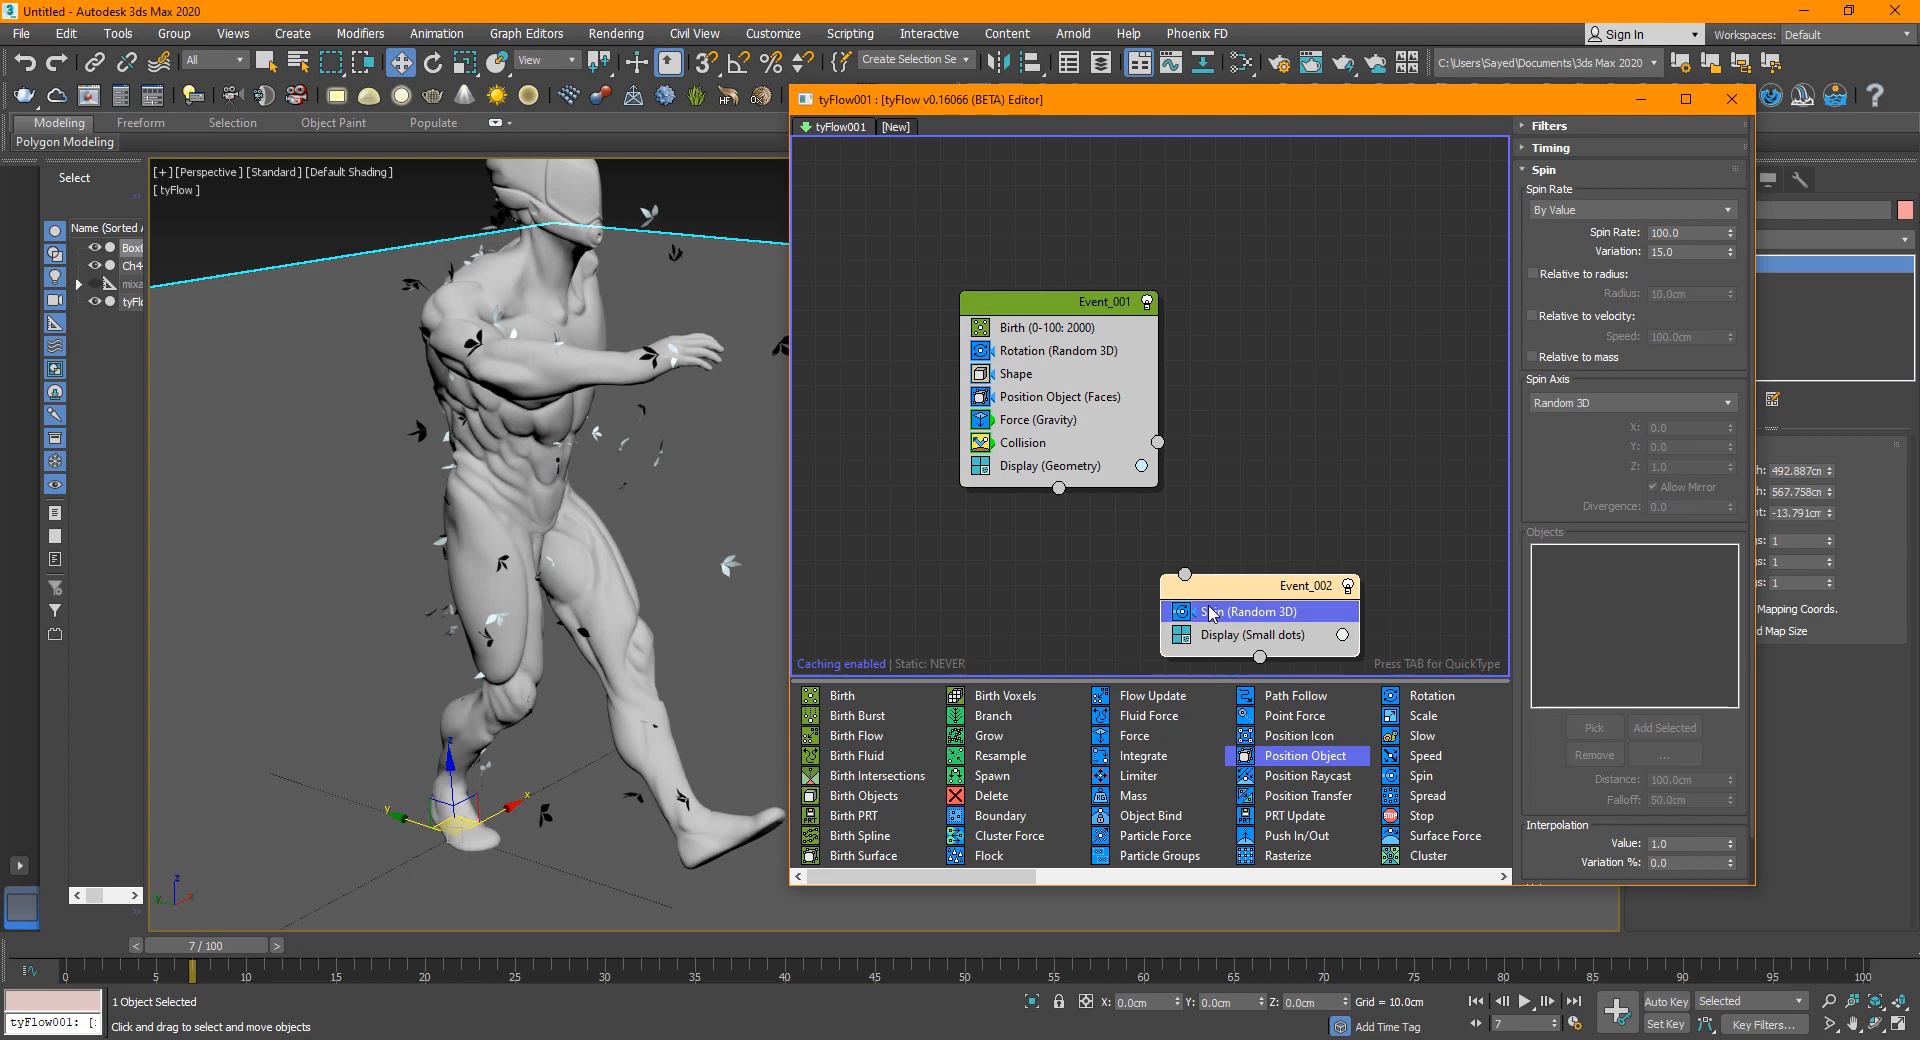 Untitled - Autodesk 3ds Max 2020
File Edit Tools Group Views Create Modifiers Animation Graph Editors Rendering Civil View Customize Scripting Interactive Content Arnold Help Phoenix FD Sign In Workspaces: Default
All View Create Selection Se C:\Users\Sayed\Documents\3ds Max 2020
Modeling Freeform Selection Object Paint Populate
Polygon Modeling
Select
Name (Sorted
Ch4
mixa
tyFl
[+] [Perspective] [Standard] [Default Shading]
[ tyFlow ]
tyFlow001 : [tyFlow v0.16066 (BETA) Editor]
tyFlow001 [New]
Event_001
Birth (0-100: 2000)
Rotation (Random 3D)
Shape
Position Object (Faces)
Force (Gravity)
Collision
Display (Geometry)
Event_002
Spin (Random 3D)
Display (Small dots)
Caching enabled | Static: NEVER Press TAB for QuickType
Birth Birth Voxels Flow Update Path Follow Rotation
Birth Burst Branch Fluid Force Point Force Scale
Birth Flow Grow Force Position Icon Slow
Birth Fluid Resample Integrate Position Object Speed
Birth Intersections Spawn Limiter Position Raycast Spin
Birth Objects Delete Mass Position Transfer Spread
Birth PRT Boundary Object Bind PRT Update Stop
Birth Spline Cluster Force Particle Force Push In/Out Surface Force
Birth Surface Flock Particle Groups Rasterize Cluster
Filters
Timing
Spin
Spin Rate
By Value
Spin Rate: 100.0
Variation: 15.0
Relative to radius:
Radius: 10.0cm
Relative to velocity:
Speed: 100.0cm
Relative to mass
Spin Axis
Random 3D
X: 0.0
Y: 0.0
Z: 1.0
Allow Mirror
Divergence: 0.0
Objects
Pick Add Selected
Remove ...
Distance: 100.0cm
Falloff: 50.0cm
Interpolation
Value: 1.0
Variation %: 0.0
h: 492.887cm
h: 567.758cm
nt: -13.791cm
s: 1
s: 1
s: 1
Mapping Coords.
d Map Size
7 / 100
0 5 10 15 20 25 30 35 40 45 50 55 60 65 70 75 80 85 90 95 100
1 Object Selected
tyFlow001: [:
Click and drag to select and move objects
X: 0.0cm Y: 0.0cm Z: 0.0cm Grid = 10.0cm
Add Time Tag
7
Auto Key Selected
Set Key Key Filters...